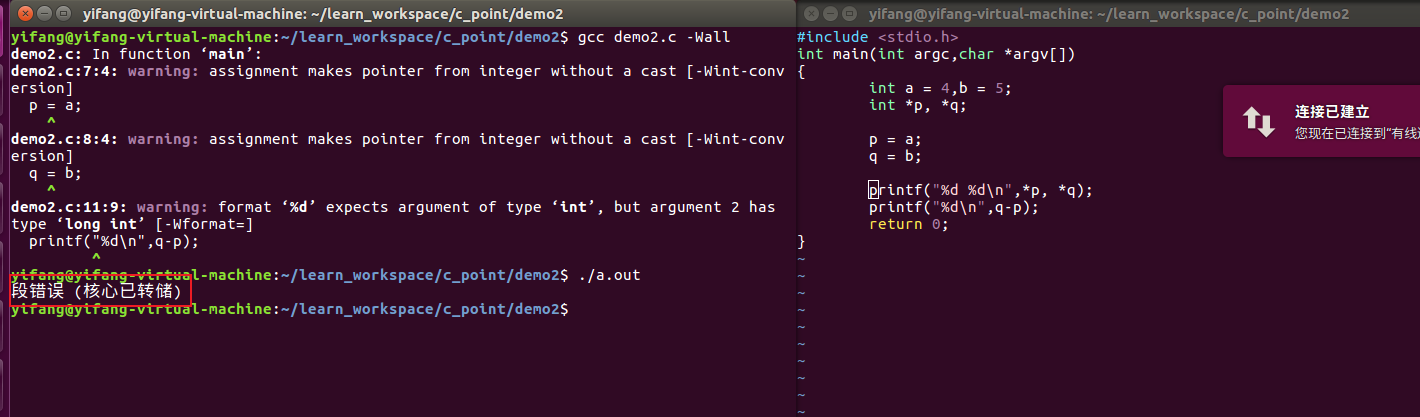 yifang@yifang-virtual-machine: ~/learn_workspace/c_point/demo2
yifang@yifang-virtual-machine:~/learn_workspace/c_point/demo2$ gcc demo2.c -Wall
demo2.c: In function ‘main’:
demo2.c:7:4: warning: assignment makes pointer from integer without a cast [-Wint-conv
ersion]
p = a;
^
demo2.c:8:4: warning: assignment makes pointer from integer without a cast [-Wint-conv
ersion]
q = b;
^
demo2.c:11:9: warning: format ‘%d’ expects argument of type ‘int’, but argument 2 has
type ‘long int’ [-Wformat=]
printf("%d\n",q-p);
^
yifang@yifang-virtual-machine:~/learn_workspace/c_point/demo2$ ./a.out
段错误 (核心已转储)
yifang@yifang-virtual-machine:~/learn_workspace/c_point/demo2$
yifang@yifang-virtual-machine: ~/learn_workspace/c_point/demo2
#include <stdio.h>
int main(int argc,char *argv[])
{
int a = 4,b = 5;
int *p, *q;
p = a;
q = b;
printf("%d %d\n",*p, *q);
printf("%d\n",q-p);
return 0;
}
~
~
~
~
~
~
~
~
~
~
连接已建立
您现在已连接到“有线